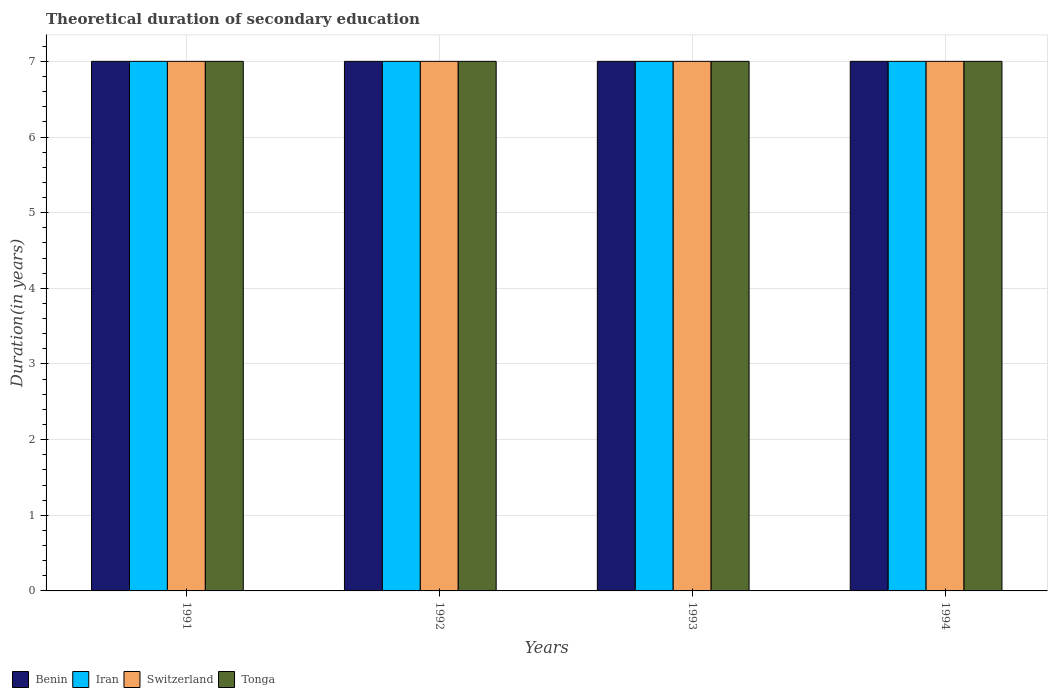 Theoretical duration of secondary education
Duration(in years)
7
6
5
4
3
2
1
0
1991
1992
1993
1994
Years
Benin
Iran
Switzerland
Tonga